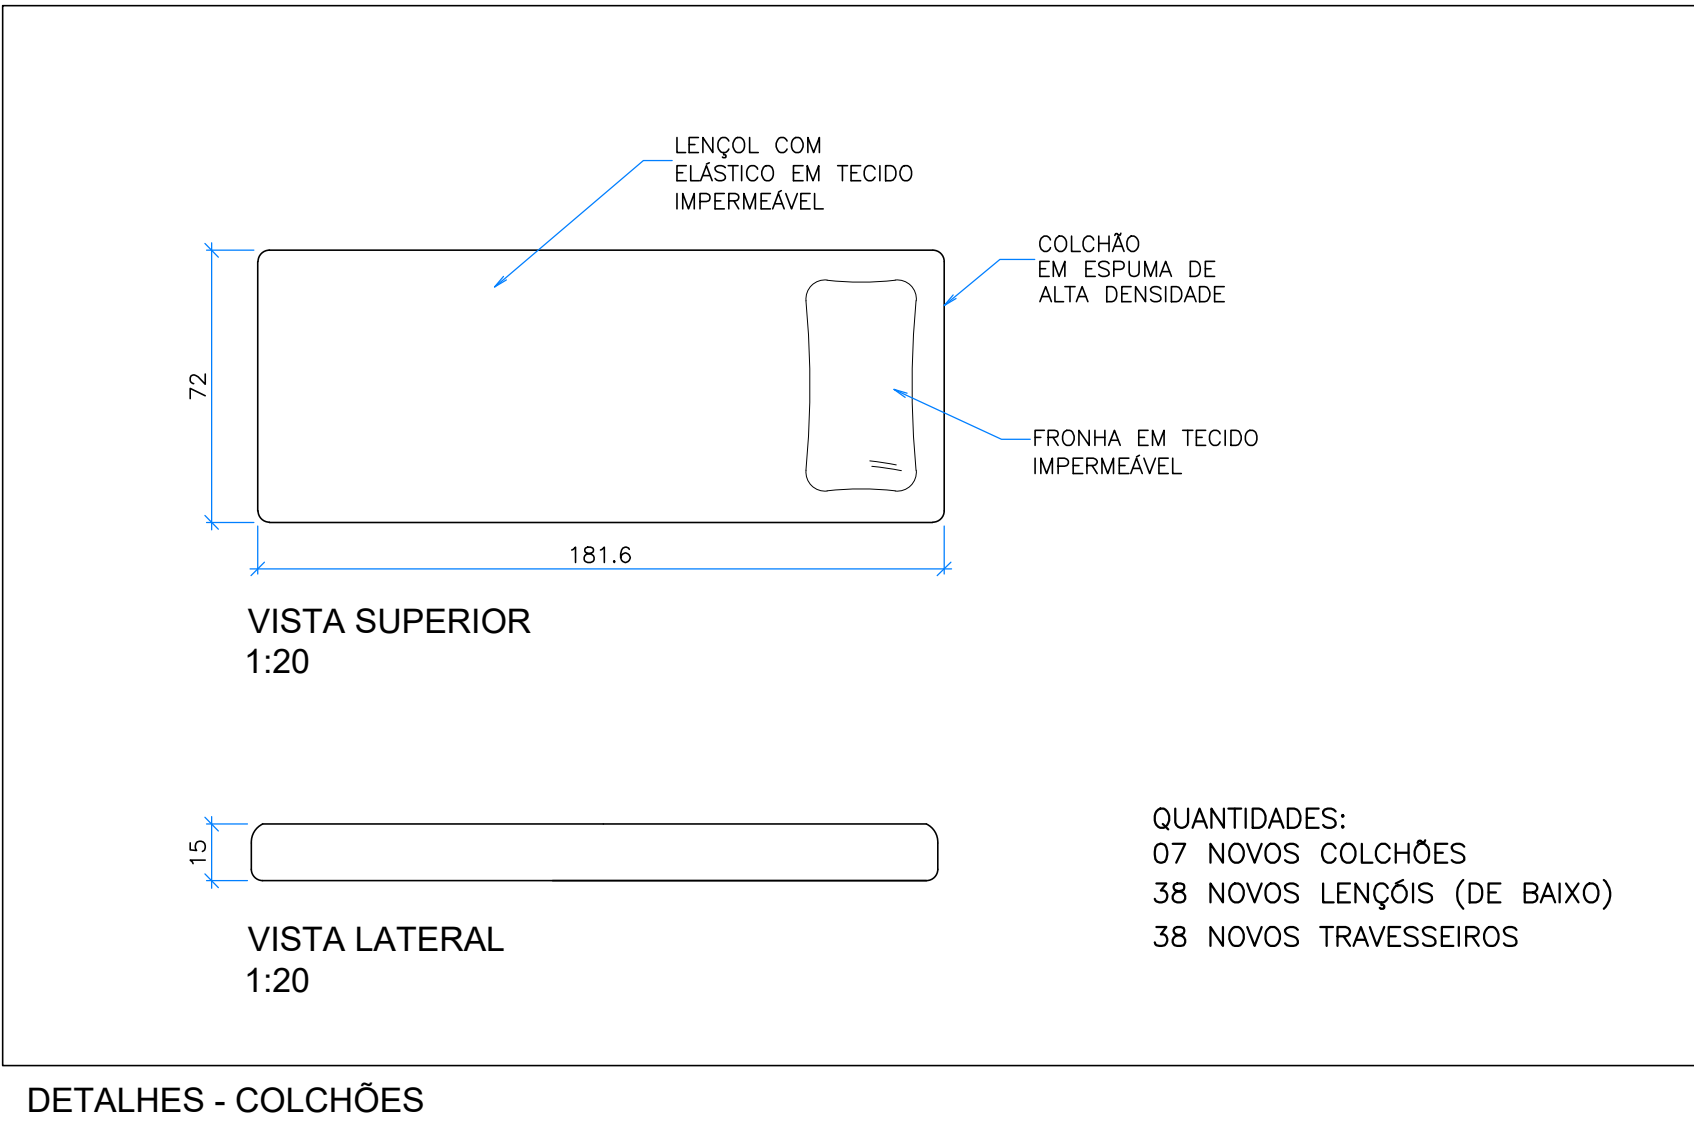 LENÇOL COM
ELÁSTICO EM TECIDO
IMPERMEÁVEL
COLCHÃO
EM ESPUMA DE
ALTA DENSIDADE
72
FRONHA EM TECIDO
IMPERMEÁVEL
181.6
VISTA SUPERIOR
1:20
15
VISTA LATERAL
1:20
QUANTIDADES:
07 NOVOS COLCHÕES
38 NOVOS LENÇÓIS (DE BAIXO)
38 NOVOS TRAVESSEIROS
DETALHES - COLCHÕES